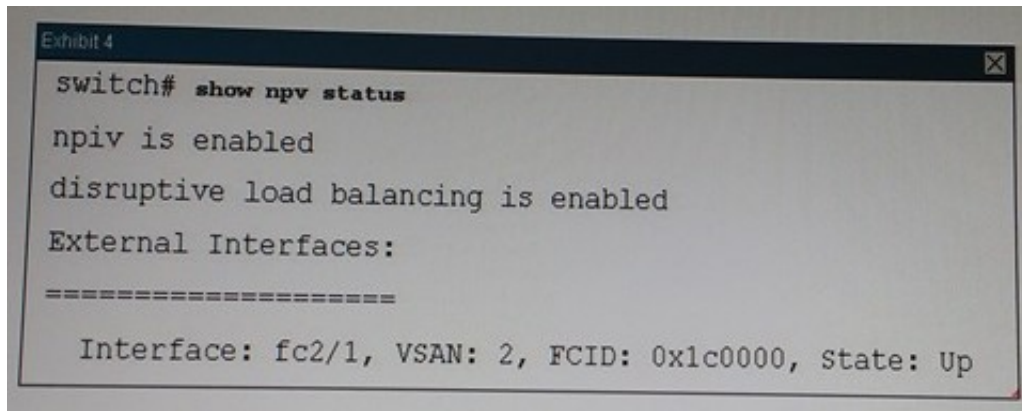 Exhibit 4
switch# show npv status
npiv is enabled
disruptive load balancing is enabled
External Interfaces:
====================
Interface: fc2/1, VSAN: 2, FCID: 0x1c0000, State: Up